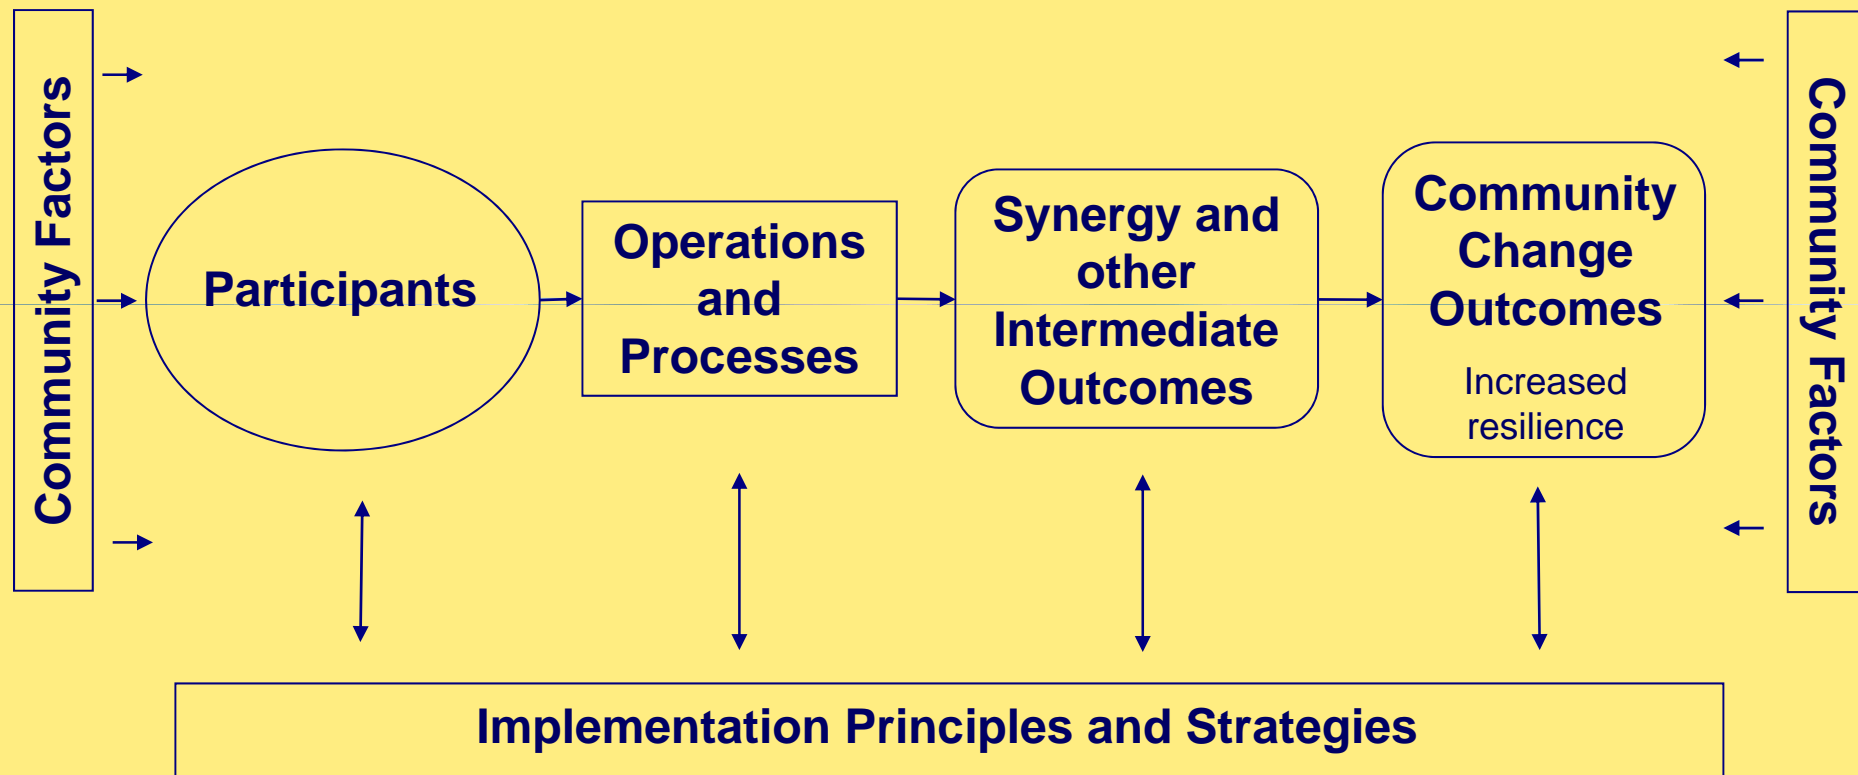 Community Factors
Participants
Operations
and
Processes
Synergy and
other
Intermediate
Outcomes
Community
Change
Outcomes
Increased
resilience
Community Factors
Implementation Principles and Strategies